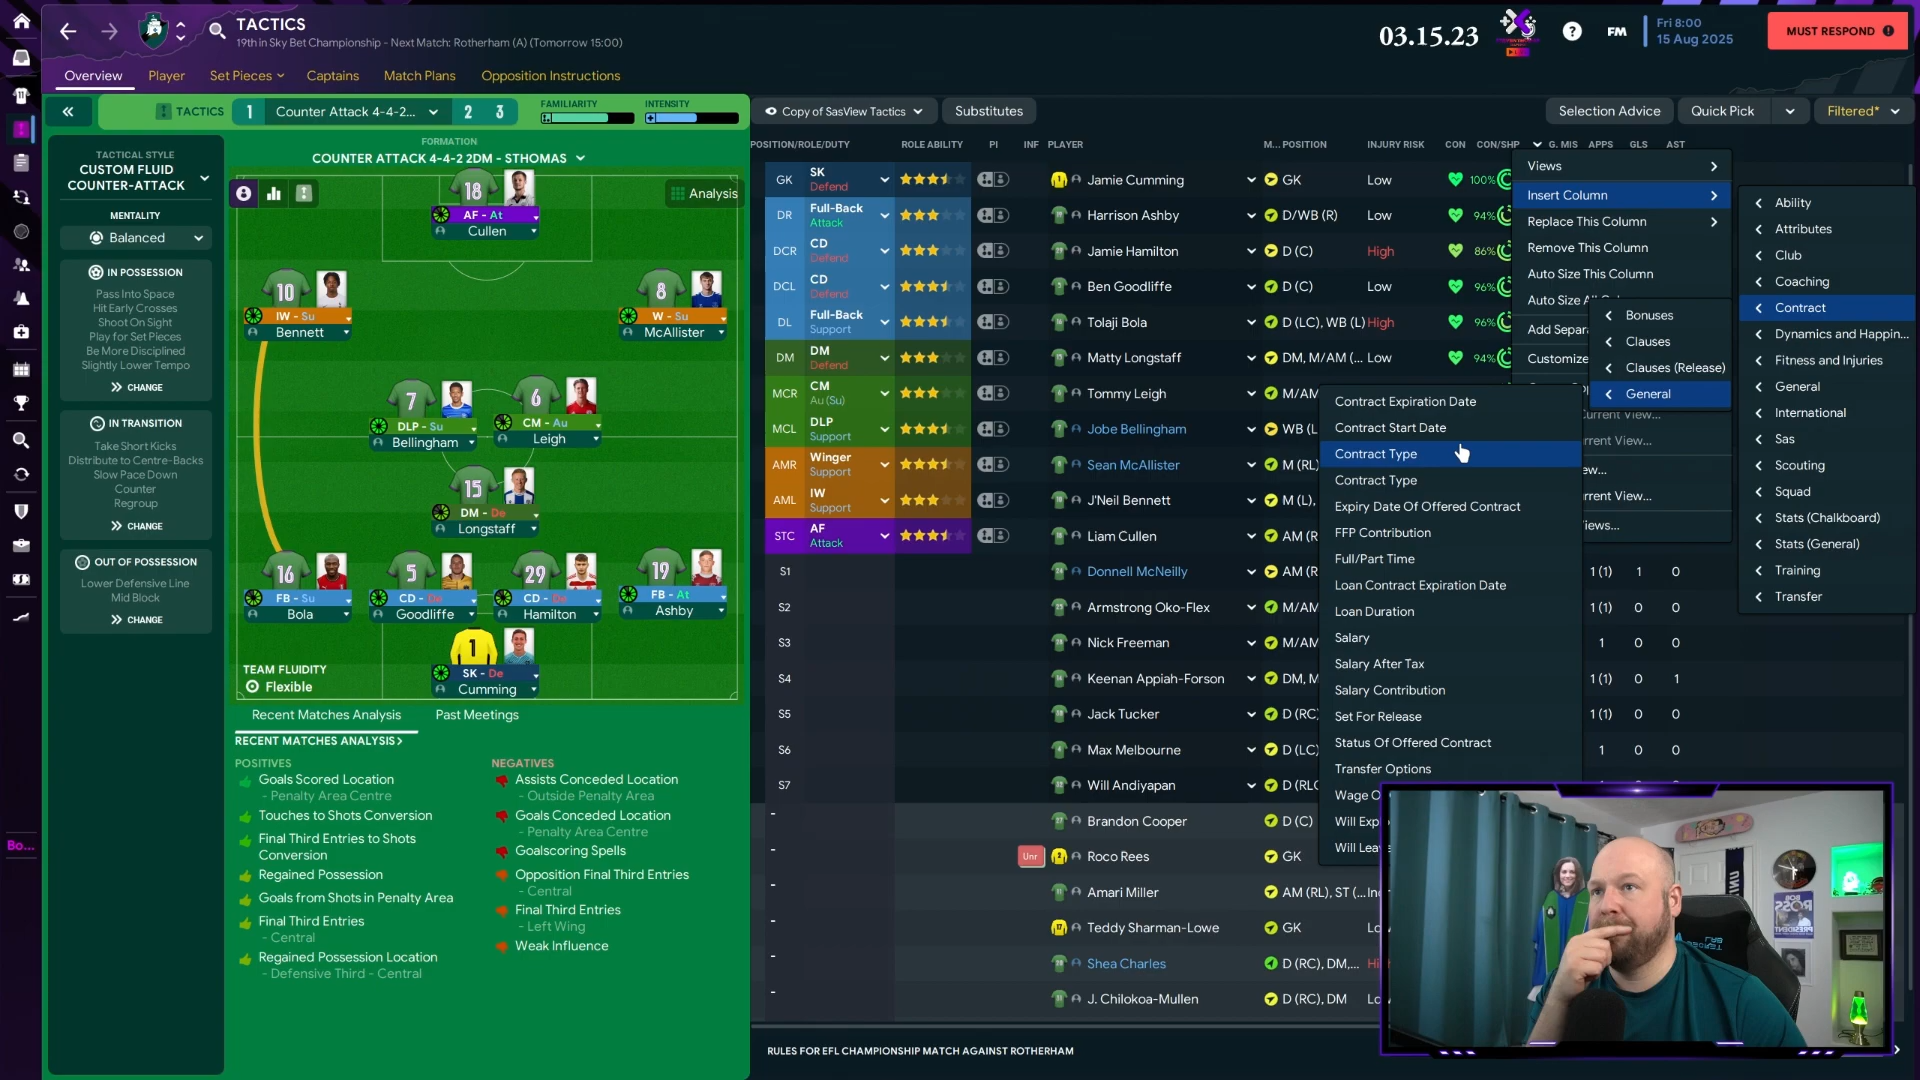 TACTICS
19th in Sky Bet Championship - Next Match: Rotherham (A) (Tomorrow 15:00)
03.15.23
FM
Fri 8:00
15 Aug 2025
MUST RESPOND
Overview
Player
Set Pieces
Captains
Match Plans
Opposition Instructions
TACTICS
1
Counter Attack 4-4-2...
2
3
FAMILIARITY
INTENSITY
Copy of SasView Tactics
Substitutes
Selection Advice
Quick Pick
Filtered*
TACTICAL STYLE
CUSTOM FLUID
COUNTER-ATTACK
MENTALITY
Balanced
IN POSSESSION
Pass Into Space
Hit Early Crosses
Shoot On Sight
Play for Set Pieces
Be More Disciplined
Slightly Lower Tempo
CHANGE
IN TRANSITION
Take Short Kicks
Distribute to Centre-Backs
Slow Pace Down
Counter
Regroup
CHANGE
OUT OF POSSESSION
Lower Defensive Line
Mid Block
CHANGE
FORMATION
COUNTER ATTACK 4-4-2 2DM - STHOMAS
Analysis
18
AF - At
Cullen
10
IW - Su
Bennett
8
W - Su
McAllister
7
DLP - Su
Bellingham
6
CM - Au
Leigh
15
DM - De
Longstaff
16
FB - Su
Bola
5
CD - De
Goodliffe
29
CD - De
Hamilton
19
FB - At
Ashby
1
SK - De
Cumming
TEAM FLUIDITY
Flexible
Recent Matches Analysis
Past Meetings
RECENT MATCHES ANALYSIS>
POSITIVES
Goals Scored Location
- Penalty Area Centre
Touches to Shots Conversion
Final Third Entries to Shots
Conversion
Regained Possession
Goals from Shots in Penalty Area
Final Third Entries
- Central
Regained Possession Location
- Defensive Third - Central
NEGATIVES
Assists Conceded Location
- Outside Penalty Area
Goals Conceded Location
- Penalty Area Centre
Goalscoring Spells
Opposition Final Third Entries
- Central
Final Third Entries
- Left Wing
Weak Influence
POSITION/ROLE/DUTY
ROLE ABILITY
PI
INF
PLAYER
M... POSITION
INJURY RISK
CON
CON/SHP
G. MIS
APPS
GLS
AST
GK SK Defend Jamie Cumming GK Low 100%
DR Full-Back Attack Harrison Ashby D/WB (R) Low 94%
DCR CD Defend Jamie Hamilton D (C) High 86%
DCL CD Defend Ben Goodliffe D (C) Low 96%
DL Full-Back Support Tolaji Bola D (LC), WB (L) High 96%
DM DM Defend Matty Longstaff DM, M/AM (... Low 94%
MCR CM Au (Su) Tommy Leigh M/AM
MCL DLP Support Jobe Bellingham WB (L
AMR Winger Support Sean McAllister M (RL)
AML IW Support J'Neil Bennett M (L),
STC AF Attack Liam Cullen AM (R
S1 Donnell McNeilly AM (R 1 (1) 1 0
S2 Armstrong Oko-Flex M/AM 1 (1) 0 0
S3 Nick Freeman M/AM 1 0 0
S4 Keenan Appiah-Forson DM, M 1 (1) 0 1
S5 Jack Tucker D (RC) 1 (1) 0 0
S6 Max Melbourne D (LC) 1 0 0
S7 Will Andiyapan D (RLC
- Brandon Cooper D (C)
- Unr Roco Rees GK
- Amari Miller AM (RL), ST (...
- Teddy Sharman-Lowe GK
- Shea Charles D (RC), DM,...
- J. Chilokoa-Mullen D (RC), DM
Views
Insert Column
Replace This Column
Remove This Column
Auto Size This Column
Auto Size
Add Separa
Customize
urrent View...
rrent View...
ew...
urrent View...
iews...
Bonuses
Clauses
Clauses (Release)
General
Ability
Attributes
Club
Coaching
Contract
Dynamics and Happin...
Fitness and Injuries
General
International
Sas
Scouting
Squad
Stats (Chalkboard)
Stats (General)
Training
Transfer
Contract Expiration Date
Contract Start Date
Contract Type
Contract Type
Expiry Date Of Offered Contract
FFP Contribution
Full/Part Time
Loan Contract Expiration Date
Loan Duration
Salary
Salary After Tax
Salary Contribution
Set For Release
Status Of Offered Contract
Transfer Options
Wage O
Will Exp
Will Leav
RULES FOR EFL CHAMPIONSHIP MATCH AGAINST ROTHERHAM
Bo...